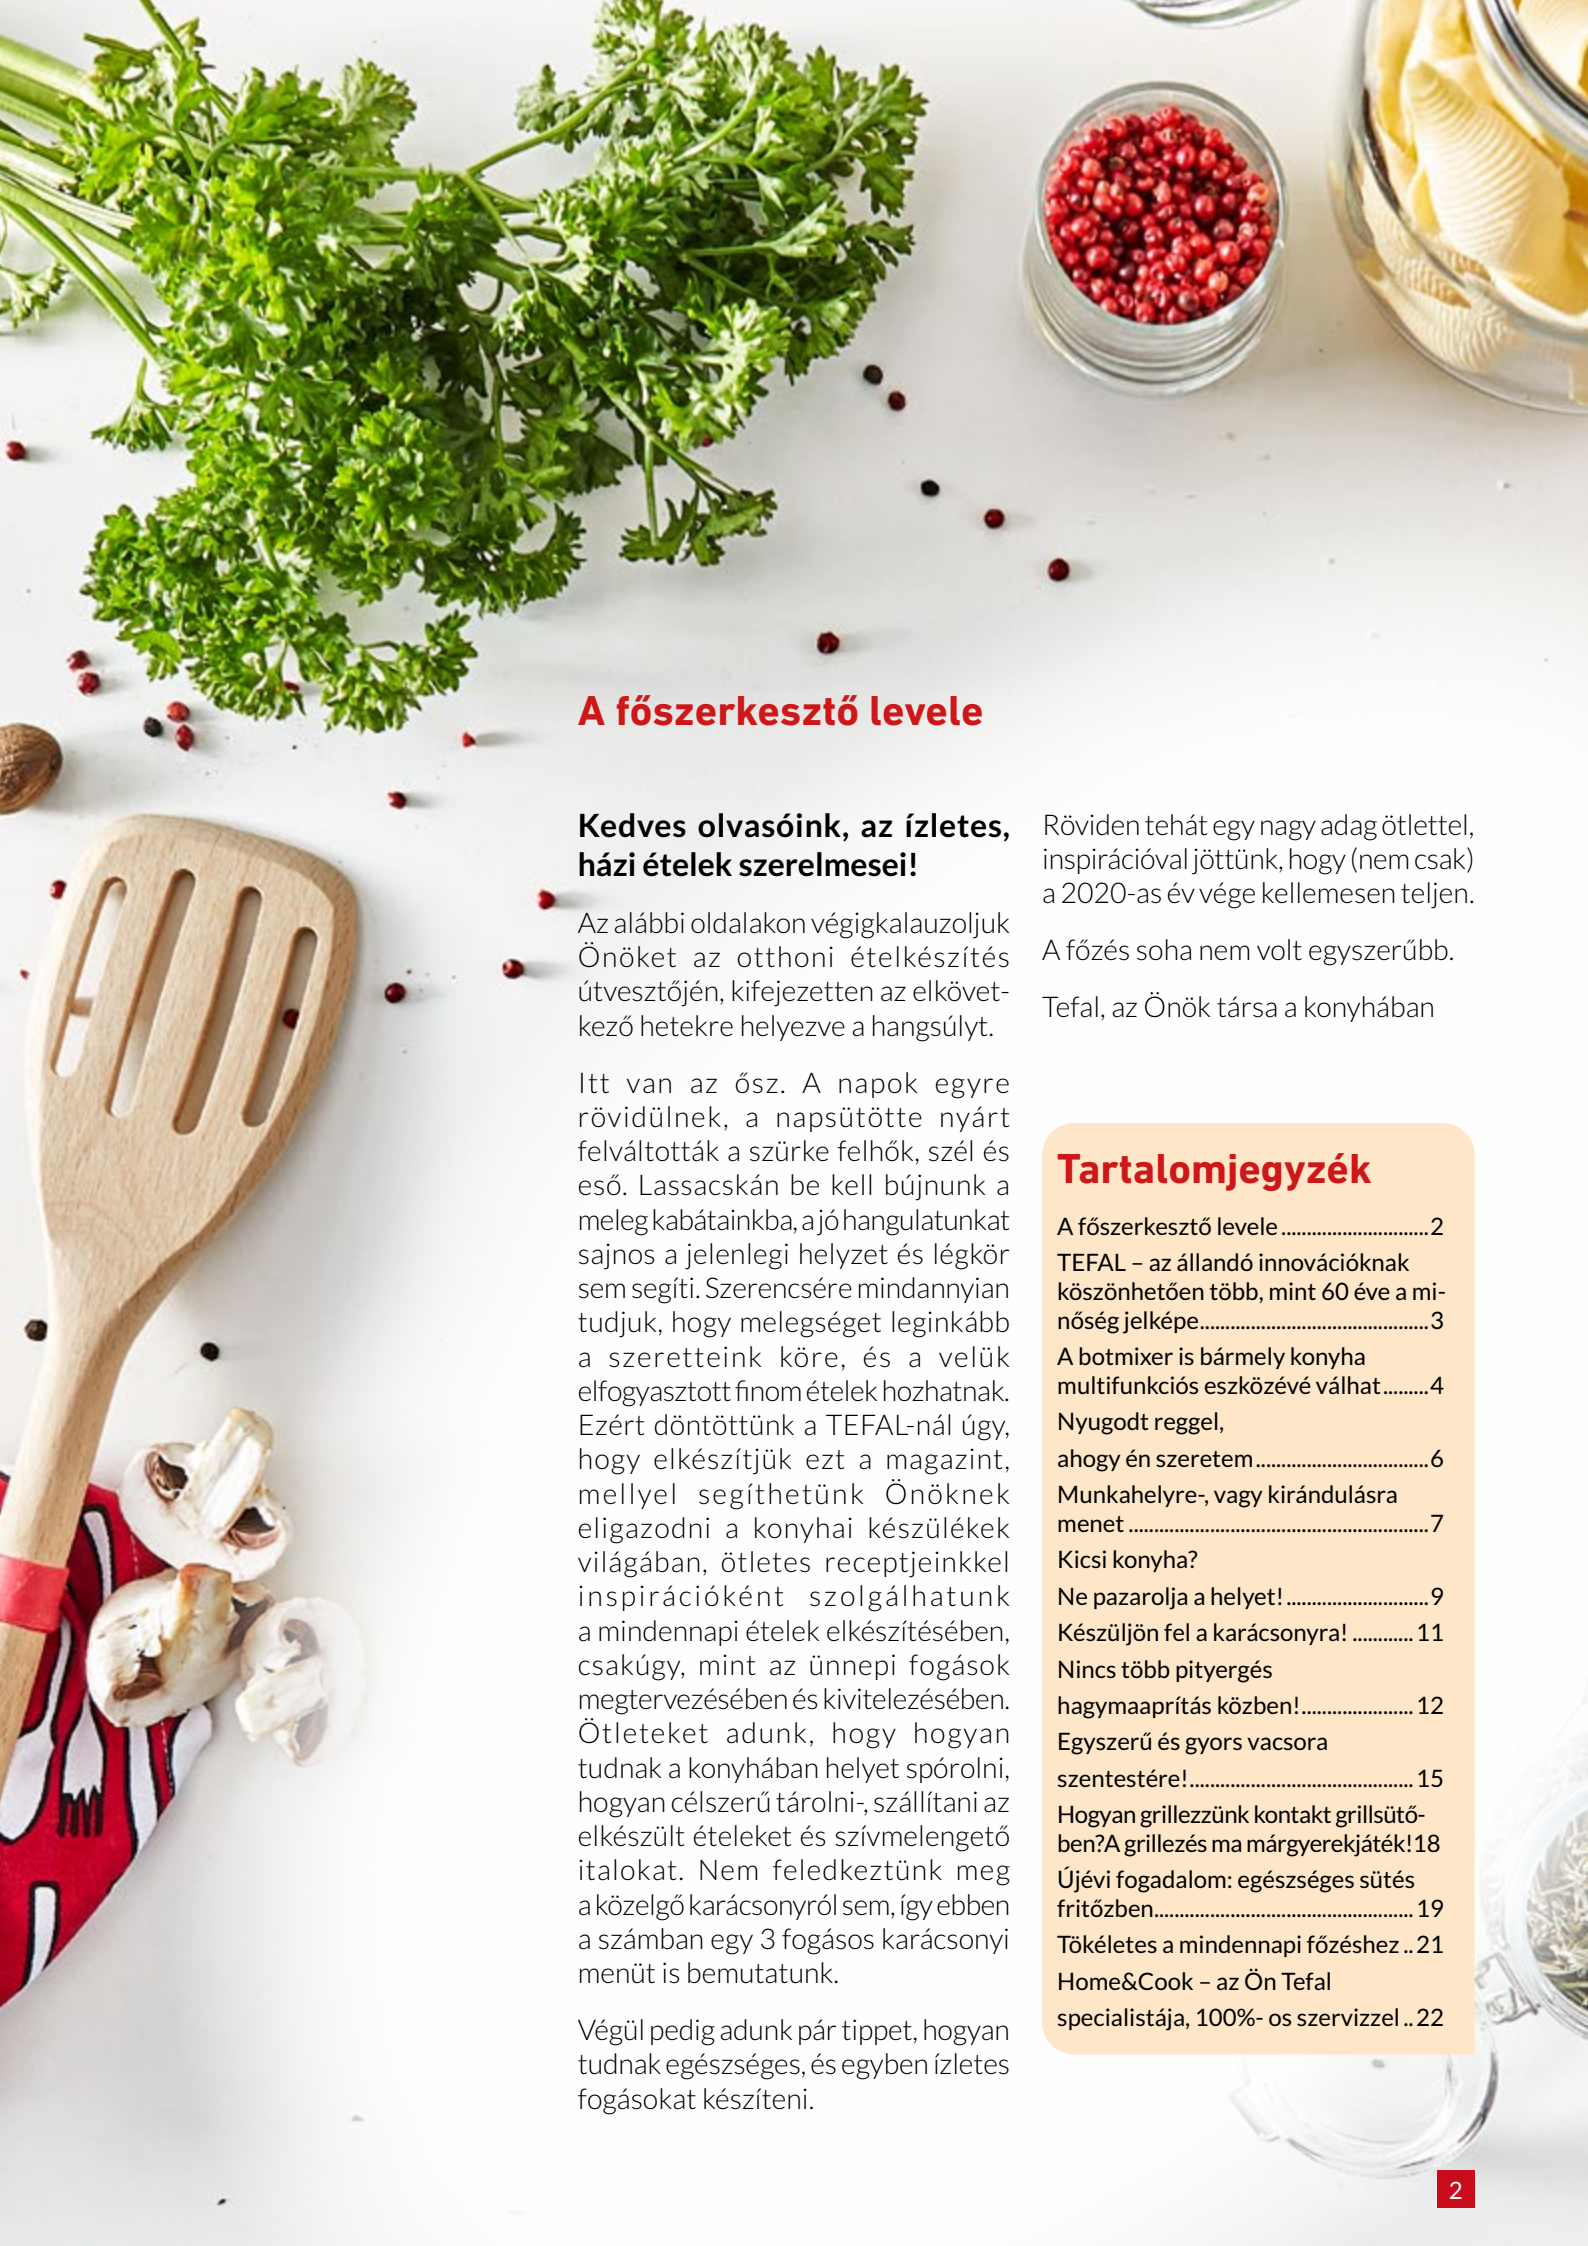 A főszerkesztő levele
Kedves olvasóink, az ízletes,
házi ételek szerelmesei!
Az alábbi oldalakon végigkalauzoljuk
Önöket az otthoni ételkészítés
útvesztőjén, kifejezetten az elkövet-
kező hetekre helyezve a hangsúlyt.
Itt van az ősz. A napok egyre
rövidülnek, a napsütötte nyárt
felváltották a szürke felhők, szél és
eső. Lassacskán be kell bújnunk a
meleg kabátainkba, a jó hangulatunkat
sajnos a jelenlegi helyzet és légkör
sem segíti. Szerencsére mindannyian
tudjuk, hogy melegséget leginkább
a szeretteink köre, és a velük
elfogyasztott finom ételek hozhatnak.
Ezért döntöttünk a TEFAL-nál úgy,
hogy elkészítjük ezt a magazint,
mellyel segíthetünk Önöknek
eligazodni a konyhai készülékek
világában, ötletes receptjeinkkel
inspirációként szolgálhatunk
a mindennapi ételek elkészítésében,
csakúgy, mint az ünnepi fogások
megtervezésében és kivitelezésében.
Ötleteket adunk, hogy hogyan
tudnak a konyhában helyet spórolni,
hogyan célszerű tárolni-, szállítani az
elkészült ételeket és szívmelengető
italokat. Nem feledkeztünk meg
a közelgő karácsonyról sem, így ebben
a számban egy 3 fogásos karácsonyi
menüt is bemutatunk.
Végül pedig adunk pár tippet, hogyan
tudnak egészséges, és egyben ízletes
fogásokat készíteni.
Röviden tehát egy nagy adag ötlettel,
inspirációval jöttünk, hogy (nem csak)
a 2020-as év vége kellemesen teljen.
A főzés soha nem volt egyszerűbb.
Tefal, az Önök társa a konyhában
Tartalomjegyzék
A főszerkesztő levele.............................2
TEFAL – az állandó innovációknak
köszönhetően több, mint 60 éve a mi-
nőség jelképe.............................................3
A botmixer is bármely konyha
multifunkciós eszközévé válhat.........4
Nyugodt reggel,
ahogy én szeretem..................................6
Munkahelyre-, vagy kirándulásra
menet...........................................................7
Kicsi konyha?
Ne pazarolja a helyet!............................9
Készüljön fel a karácsonyra!............11
Nincs több pityergés
hagymaaprítás közben!......................12
Egyszerű és gyors vacsora
szentestére!............................................15
Hogyan grillezzünk kontakt grillsütő-
ben?A grillezés ma márgyerekjáték!18
Újévi fogadalom: egészséges sütés
fritőzben...................................................19
Tökéletes a mindennapi főzéshez..21
Home&Cook – az Ön Tefal
specialistája, 100%- os szervizzel..22
2